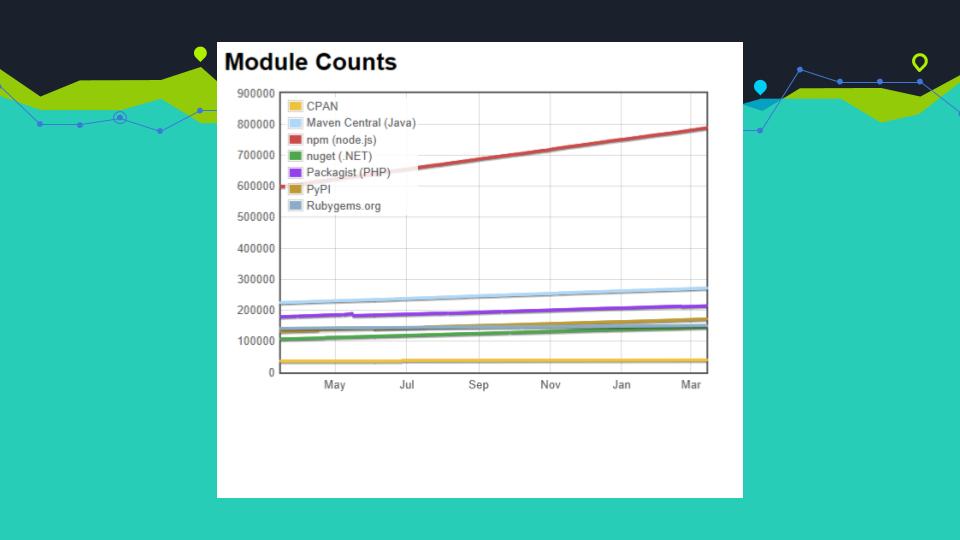 Module Counts
900000
800000
700000
600000
500000
400000
300000
200000
100000
0
CPAN
Maven Central (Java)
npm (node.js)
nuget (.NET)
Packagist (PHP)
PyPI
Rubygems.org
May Jul Sep Nov Jan Mar